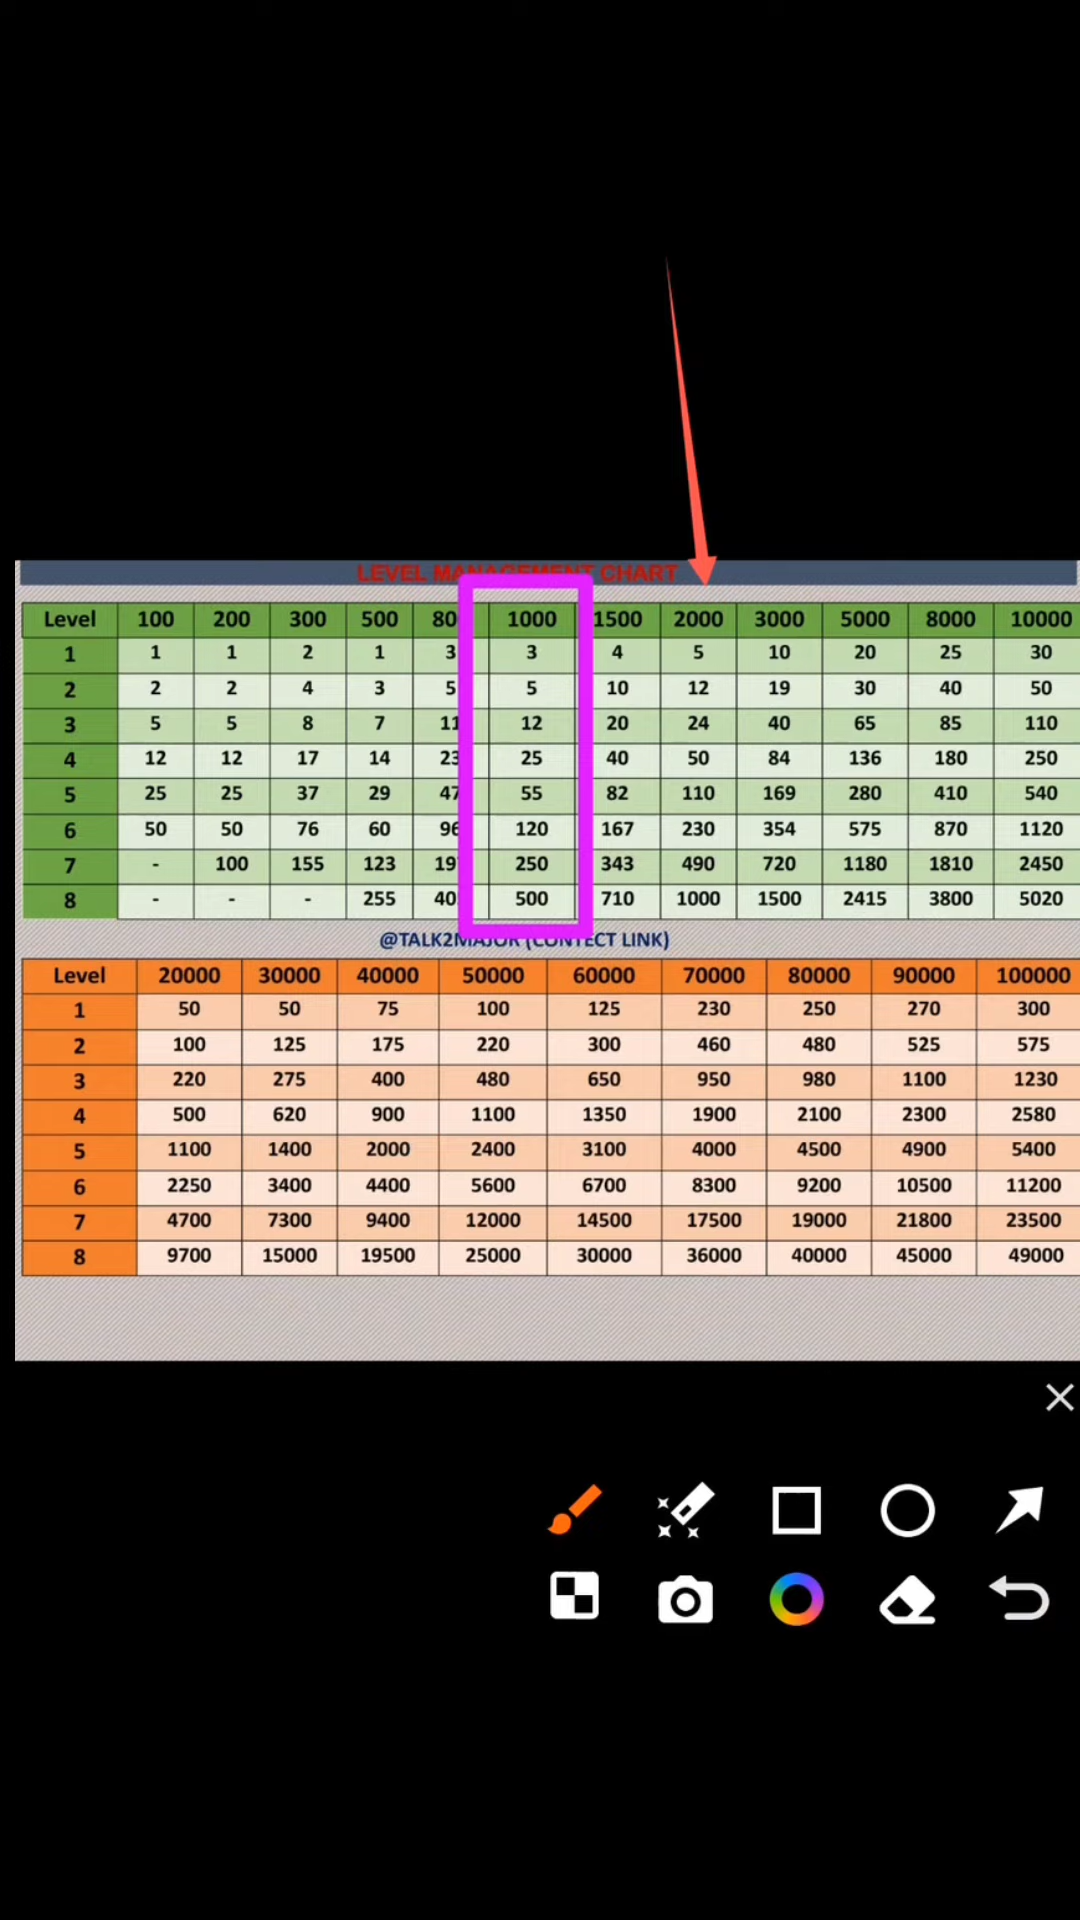 LEVEL MANAGEMENT CHART
Level 100 200 300 500 80 1000 1500 2000 3000 5000 8000 10000
1 1 1 2 1 3 3 4 5 10 20 25 30
2 2 2 4 3 5 5 10 12 19 30 40 50
3 5 5 8 7 11 12 20 24 40 65 85 110
4 12 12 17 14 23 25 40 50 84 136 180 250
5 25 25 37 29 47 55 82 110 169 280 410 540
6 50 50 76 60 96 120 167 230 354 575 870 1120
7 - 100 155 123 19 250 343 490 720 1180 1810 2450
8 - - - 255 40 500 710 1000 1500 2415 3800 5020
@TALK2MAJOR (CONTECT LINK)
Level 20000 30000 40000 50000 60000 70000 80000 90000 100000
1 50 50 75 100 125 230 250 270 300
2 100 125 175 220 300 460 480 525 575
3 220 275 400 480 650 950 980 1100 1230
4 500 620 900 1100 1350 1900 2100 2300 2580
5 1100 1400 2000 2400 3100 4000 4500 4900 5400
6 2250 3400 4400 5600 6700 8300 9200 10500 11200
7 4700 7300 9400 12000 14500 17500 19000 21800 23500
8 9700 15000 19500 25000 30000 36000 40000 45000 49000